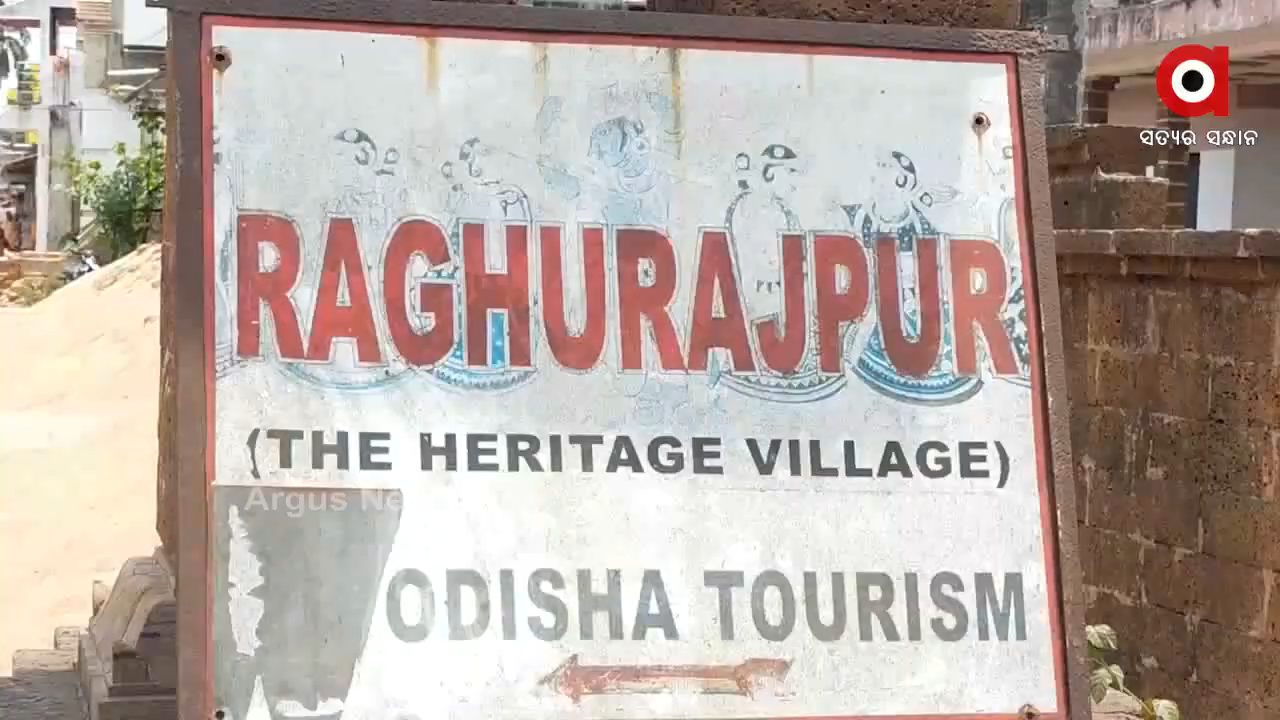 ସତ୍ୟର ସନ୍ଧାନ
RAGHURAJPUR
(THE HERITAGE VILLAGE)
Argus Ne
ODISHA TOURISM